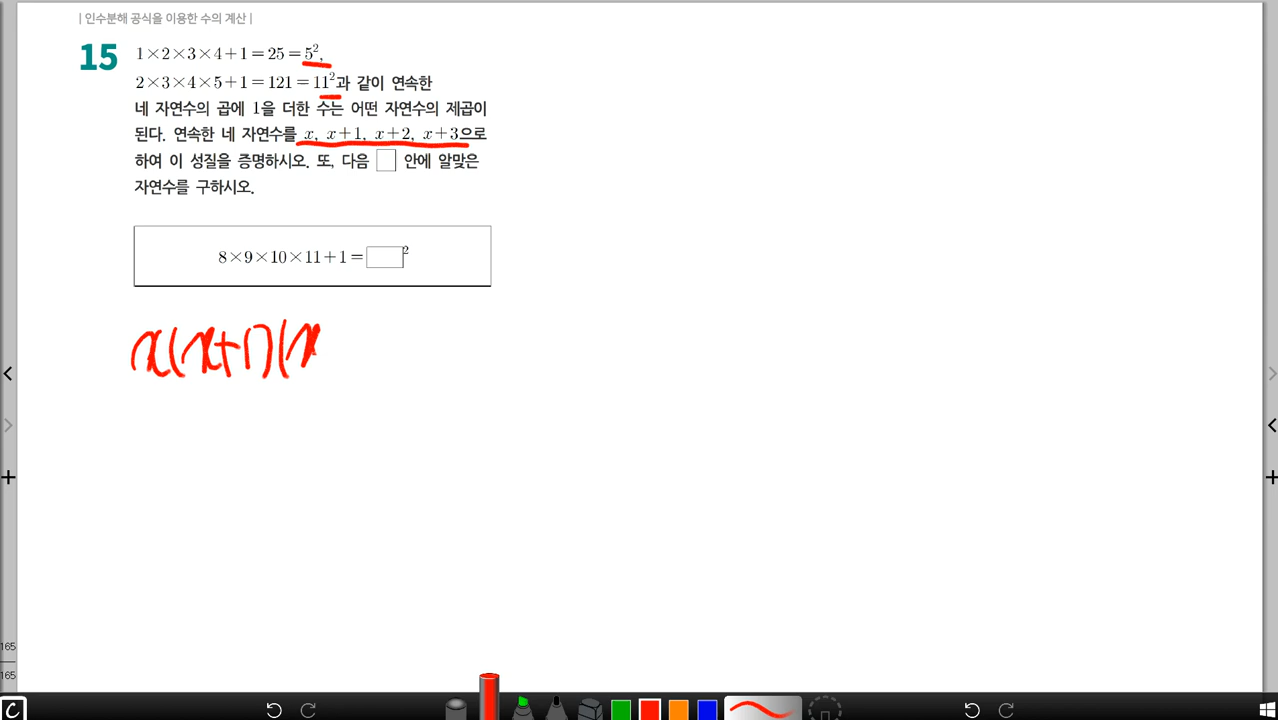 | 인수분해 공식을 이용한 수의 계산 |
15 1×2×3×4+1=25=5²,
2×3×4×5+1=121=11²과 같이 연속한
네 자연수의 곱에 1을 더한 수는 어떤 자연수의 제곱이
된다. 연속한 네 자연수를 x, x+1, x+2, x+3으로
하여 이 성질을 증명하시오. 또, 다음 □ 안에 알맞은
자연수를 구하시오.
8×9×10×11+1=□²
x(x+1)(x
165
165